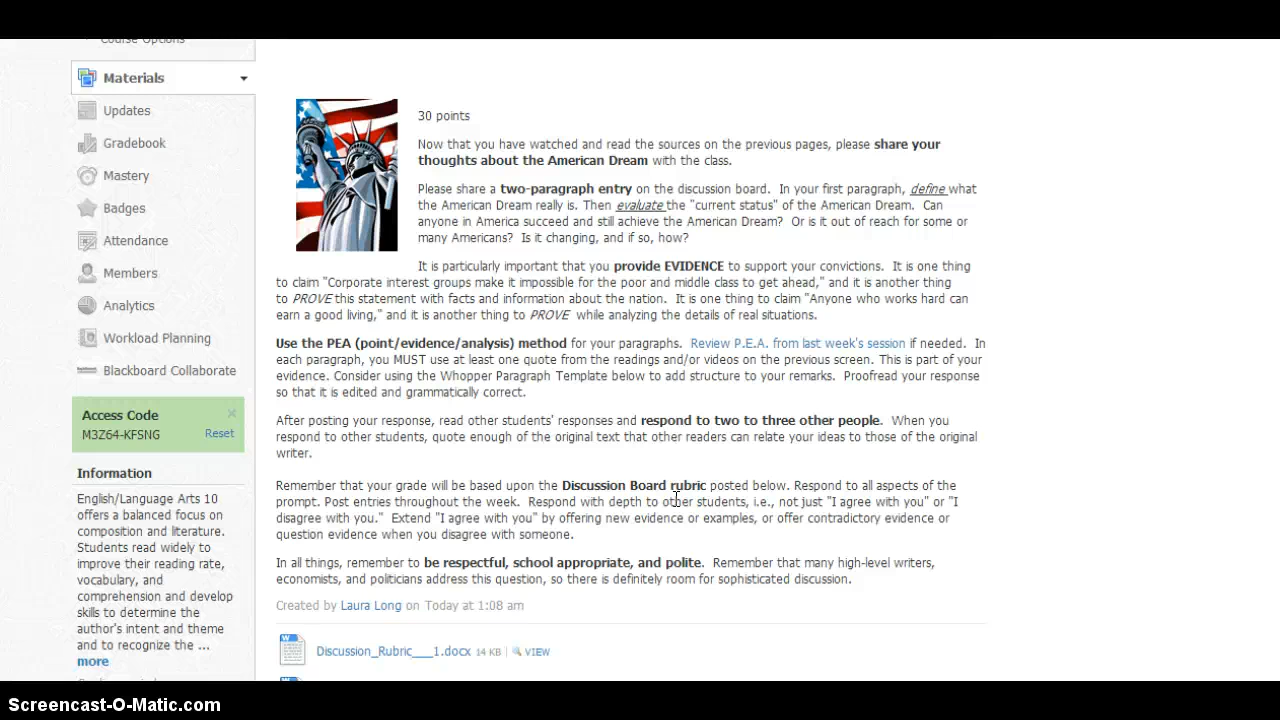 Course Options
Materials
Updates
Gradebook
Mastery
Badges
Attendance
Members
Analytics
Workload Planning
Blackboard Collaborate
Access Code
M3Z64-KFSNG Reset
Information
English/Language Arts 10
offers a balanced focus on
composition and literature.
Students read widely to
improve their reading rate,
vocabulary, and
comprehension and develop
skills to determine the
author's intent and theme
and to recognize the ...
more
30 points
Now that you have watched and read the sources on the previous pages, please share your
thoughts about the American Dream with the class.
Please share a two-paragraph entry on the discussion board. In your first paragraph, define what
the American Dream really is. Then evaluate the "current status" of the American Dream. Can
anyone in America succeed and still achieve the American Dream? Or is it out of reach for some or
many Americans? Is it changing, and if so, how?
It is particularly important that you provide EVIDENCE to support your convictions. It is one thing
to claim "Corporate interest groups make it impossible for the poor and middle class to get ahead," and it is another thing
to PROVE this statement with facts and information about the nation. It is one thing to claim "Anyone who works hard can
earn a good living," and it is another thing to PROVE while analyzing the details of real situations.
Use the PEA (point/evidence/analysis) method for your paragraphs. Review P.E.A. from last week's session if needed. In
each paragraph, you MUST use at least one quote from the readings and/or videos on the previous screen. This is part of your
evidence. Consider using the Whopper Paragraph Template below to add structure to your remarks. Proofread your response
so that it is edited and grammatically correct.
After posting your response, read other students' responses and respond to two to three other people. When you
respond to other students, quote enough of the original text that other readers can relate your ideas to those of the original
writer.
Remember that your grade will be based upon the Discussion Board rubric posted below. Respond to all aspects of the
prompt. Post entries throughout the week. Respond with depth to other students, i.e., not just "I agree with you" or "I
disagree with you." Extend "I agree with you" by offering new evidence or examples, or offer contradictory evidence or
question evidence when you disagree with someone.
In all things, remember to be respectful, school appropriate, and polite. Remember that many high-level writers,
economists, and politicians address this question, so there is definitely room for sophisticated discussion.
Created by Laura Long on Today at 1:08 am
Discussion_Rubric___1.docx 14 KB | VIEW
Screencast-O-Matic.com